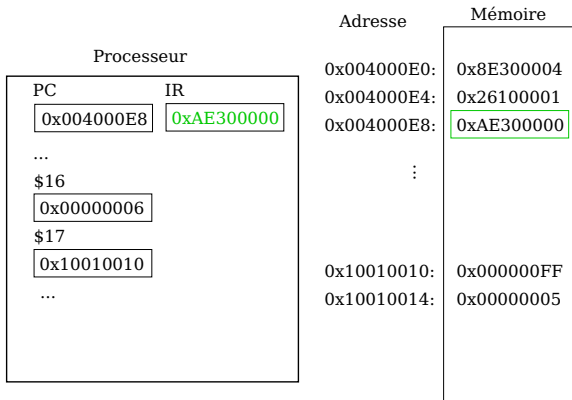 Adresse Mémoire
Processeur
0x004000E0: 0x8E300004
PC IR
0x004000E4: 0x26100001
0x004000E8 0xAE300000 0x004000E8: 0xAE300000
...
⋮
$16
0x00000006
$17
0x10010010 0x10010010: 0x000000FF
... 0x10010014: 0x00000005